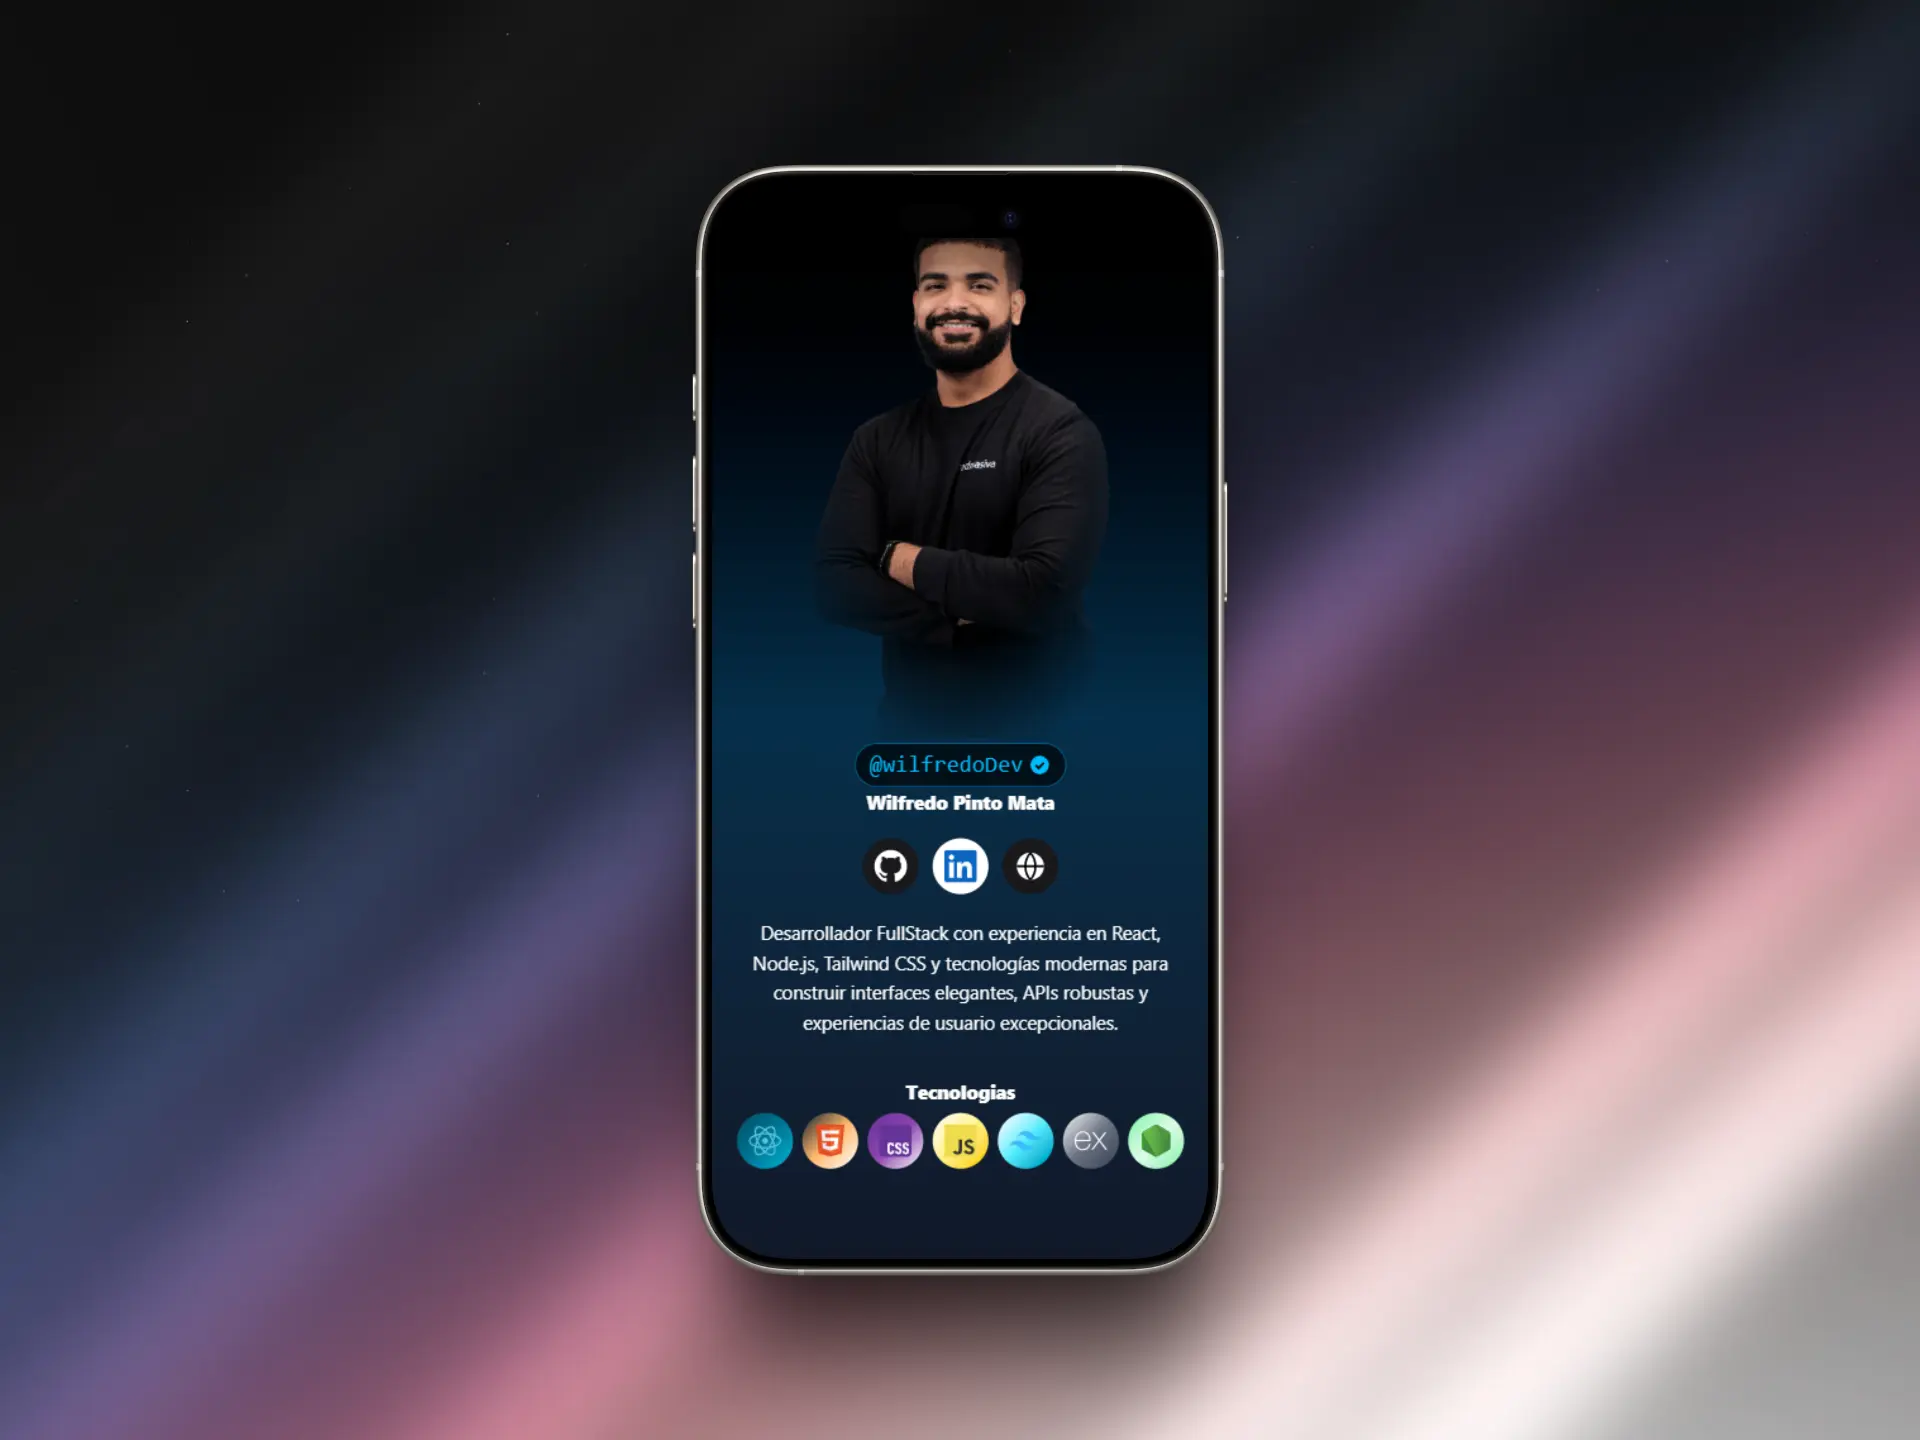 @wilfredoDev
Wilfredo Pinto Mata
in
Desarrollador FullStack con experiencia en React,
Node.js, Tailwind CSS y tecnologías modernas para
construir interfaces elegantes, APIs robustas y
experiencias de usuario excepcionales.
Tecnologias
5 CSS JS ex